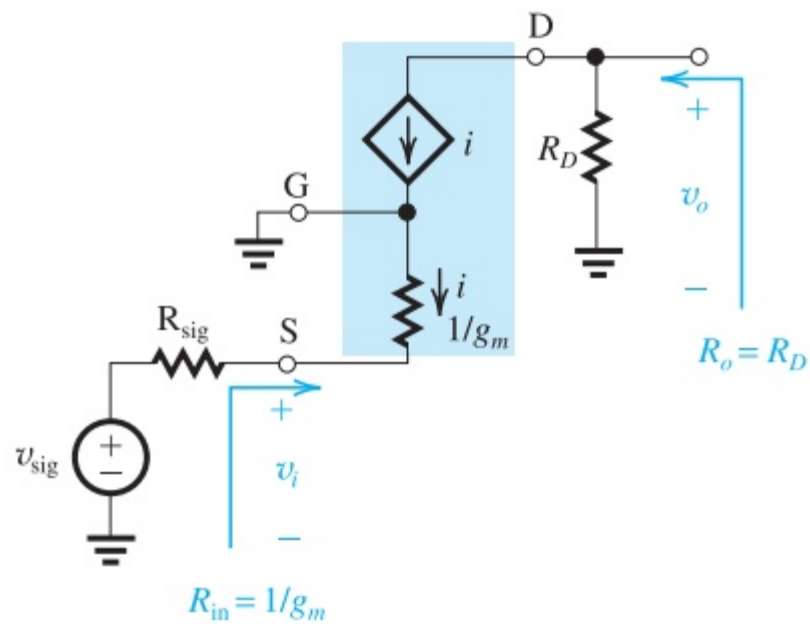 D
i
R_D
+
v_o
−
G
i
1/g_m
R_sig
S
R_o = R_D
+
−
v_sig
+
v_i
−
R_in = 1/g_m